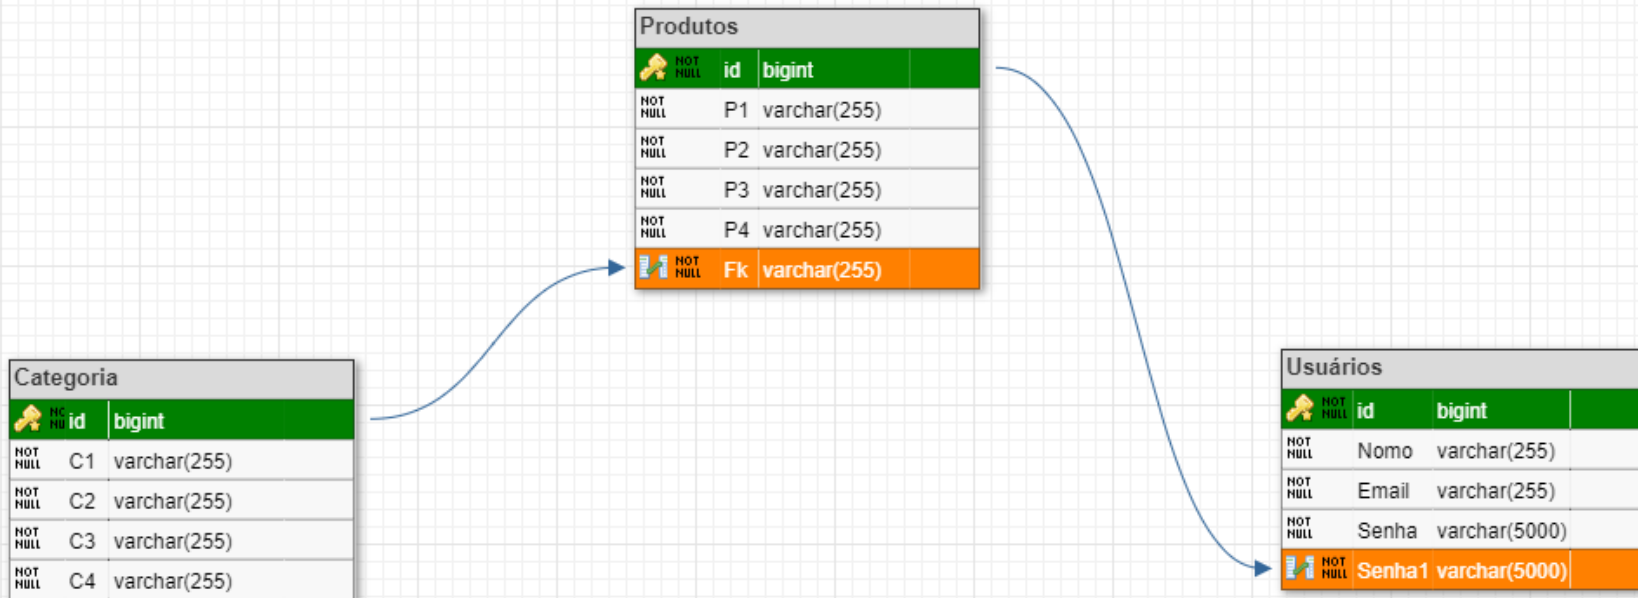 Produtos
NOT NULL id bigint
NOT NULL P1 varchar(255)
NOT NULL P2 varchar(255)
NOT NULL P3 varchar(255)
NOT NULL P4 varchar(255)
NOT NULL Fk varchar(255)
Categoria
NO NU id bigint
NOT NULL C1 varchar(255)
NOT NULL C2 varchar(255)
NOT NULL C3 varchar(255)
NOT NULL C4 varchar(255)
Usuários
NOT NULL id bigint
NOT NULL Nomo varchar(255)
NOT NULL Email varchar(255)
NOT NULL Senha varchar(5000)
NOT NULL Senha1 varchar(5000)